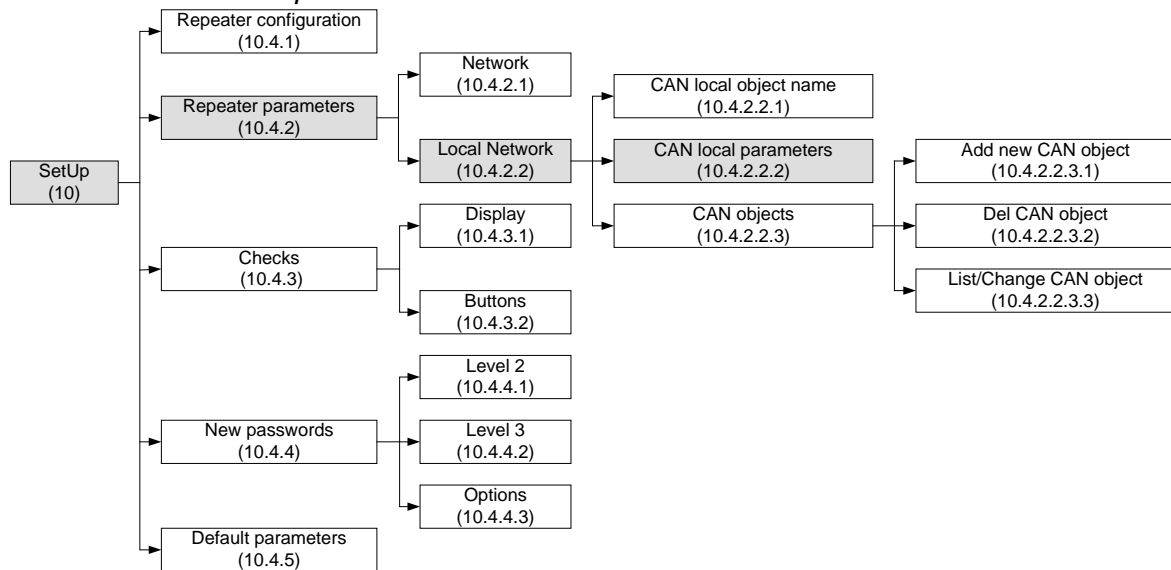 Repeater configuration
(10.4.1)
Network
(10.4.2.1)
CAN local object name
(10.4.2.2.1)
Repeater parameters
(10.4.2)
Local Network
(10.4.2.2)
CAN local parameters
(10.4.2.2.2)
Add new CAN object
(10.4.2.2.3.1)
SetUp
(10)
Display
(10.4.3.1)
CAN objects
(10.4.2.2.3)
Del CAN object
(10.4.2.2.3.2)
Checks
(10.4.3)
List/Change CAN object
(10.4.2.2.3.3)
Buttons
(10.4.3.2)
Level 2
(10.4.4.1)
New passwords
(10.4.4)
Level 3
(10.4.4.2)
Options
(10.4.4.3)
Default parameters
(10.4.5)